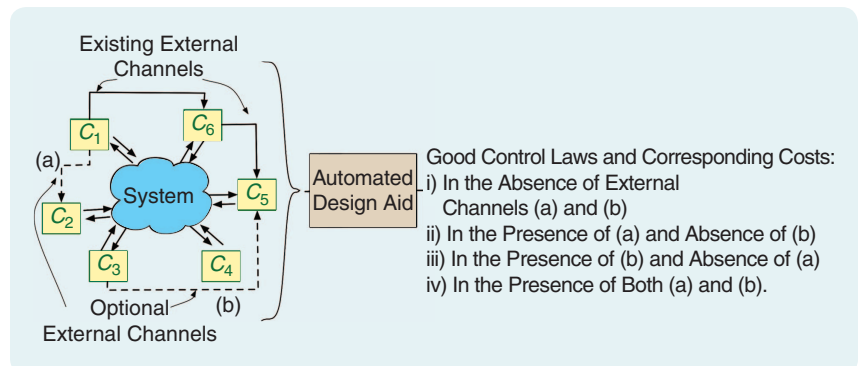 Existing External
Channels
C1
C6
(a)
C2
System
C5
C3
C4
(b)
Optional
External Channels
Automated
Design Aid
Good Control Laws and Corresponding Costs:
i) In the Absence of External
Channels (a) and (b)
ii) In the Presence of (a) and Absence of (b)
iii) In the Presence of (b) and Absence of (a)
iv) In the Presence of Both (a) and (b).